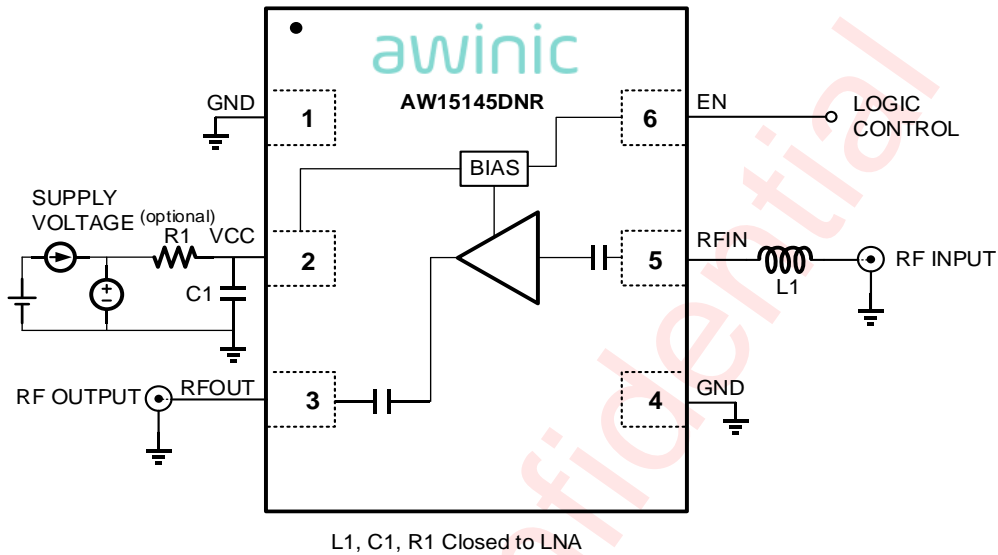 awinic
AW15145DNR
GND
1
6
EN
LOGIC
CONTROL
BIAS
SUPPLY
VOLTAGE
(optional)
R1
VCC
2
5
RFIN
RF INPUT
L1
C1
+
−
RF OUTPUT
RFOUT
3
4
GND
L1, C1, R1 Closed to LNA